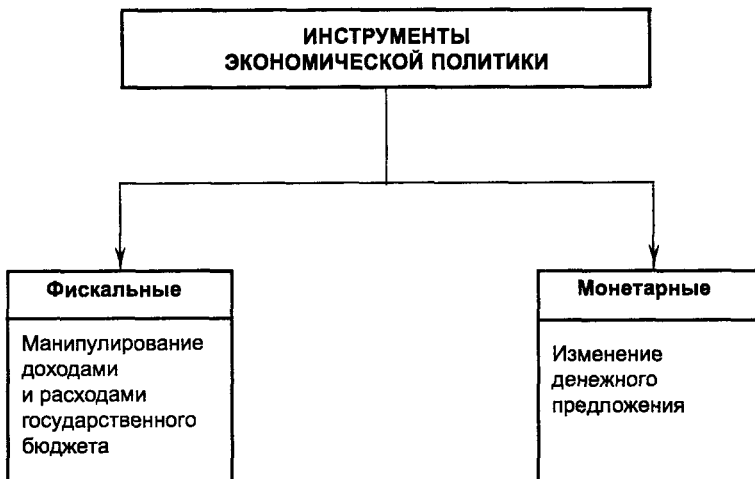 ИНСТРУМЕНТЫ
ЭКОНОМИЧЕСКОЙ ПОЛИТИКИ
Фискальные
Манипулирование
доходами
и расходами
государственного
бюджета
Монетарные
Изменение
денежного
предложения